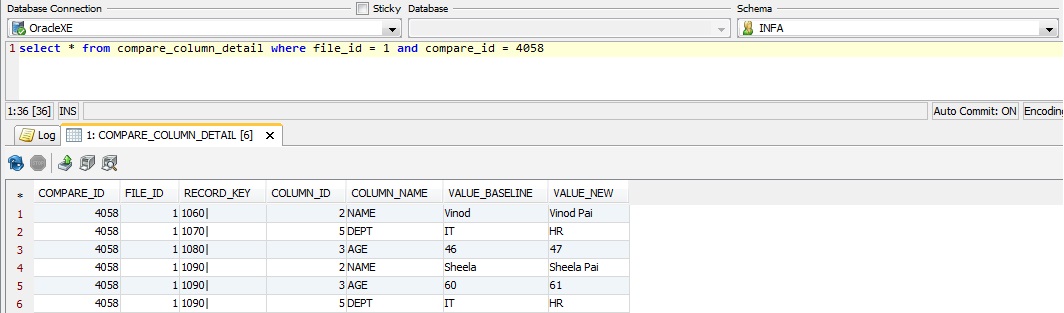 Database Connection Sticky Database Schema
OracleXE INFA
1 select * from compare_column_detail where file_id = 1 and compare_id = 4058
1:36 [36] INS Auto Commit: ON Encoding
Log 1: COMPARE_COLUMN_DETAIL [6] X
* COMPARE_ID FILE_ID RECORD_KEY COLUMN_ID COLUMN_NAME VALUE_BASELINE VALUE_NEW
1 4058 1 1060| 2 NAME Vinod Vinod Pai
2 4058 1 1070| 5 DEPT IT HR
3 4058 1 1080| 3 AGE 46 47
4 4058 1 1090| 2 NAME Sheela Sheela Pai
5 4058 1 1090| 3 AGE 60 61
6 4058 1 1090| 5 DEPT IT HR